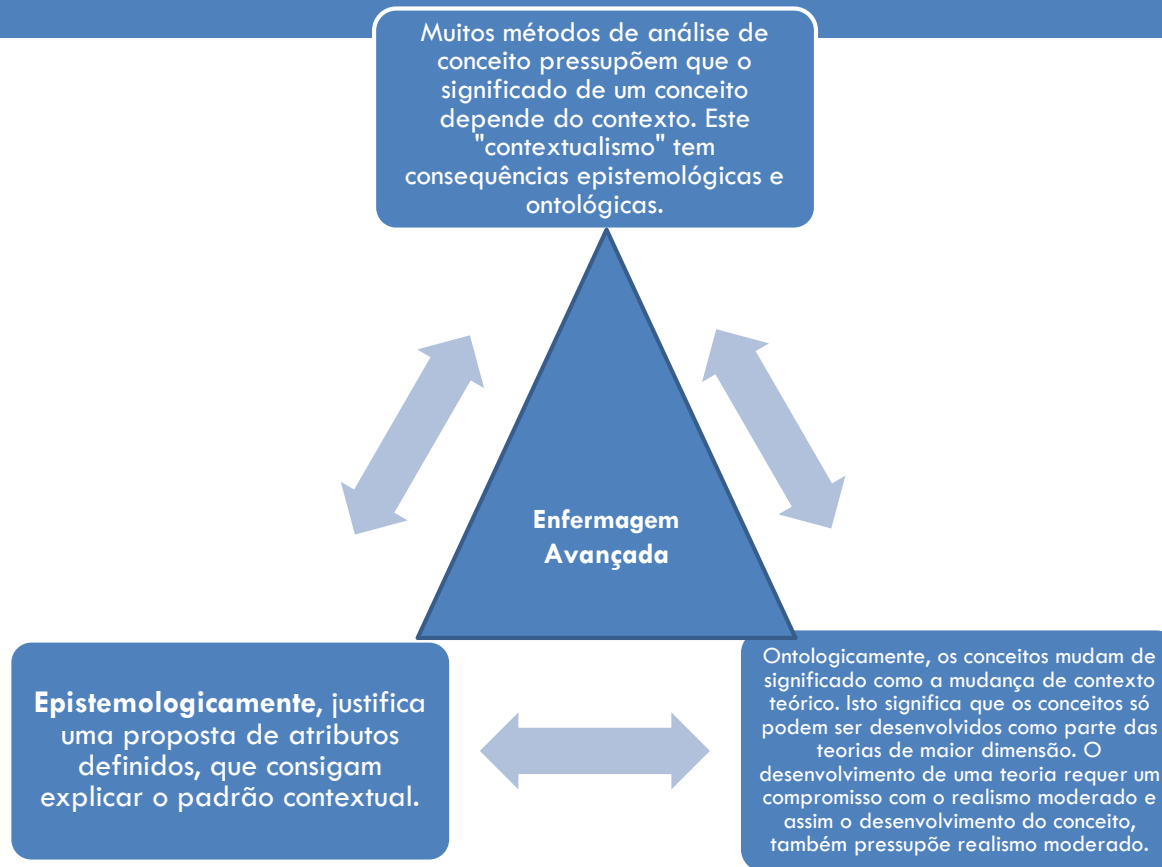 Muitos métodos de análise de
conceito pressupõem que o
significado de um conceito
depende do contexto. Este
"contextualismo" tem
consequências epistemológicas e
ontológicas.
Enfermagem
Avançada
Epistemologicamente, justifica
uma proposta de atributos
definidos, que consigam
explicar o padrão contextual.
Ontologicamente, os conceitos mudam de
significado como a mudança de contexto
teórico. Isto significa que os conceitos só
podem ser desenvolvidos como parte das
teorias de maior dimensão. O
desenvolvimento de uma teoria requer um
compromisso com o realismo moderado e
assim o desenvolvimento do conceito,
também pressupõe realismo moderado.